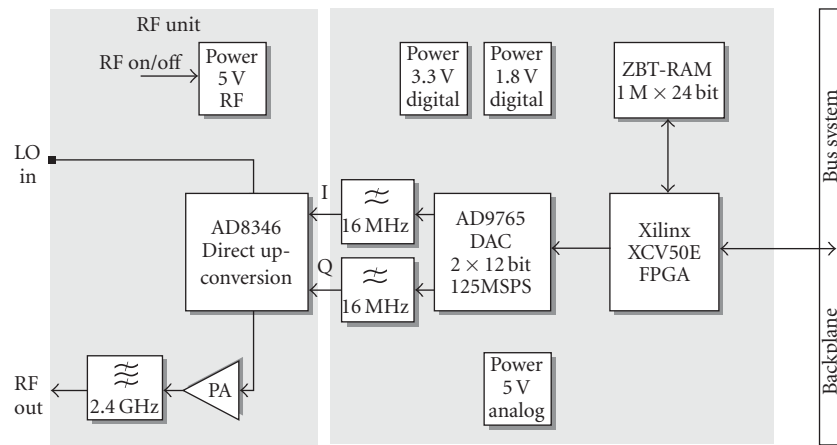 RF unit
RF on/off
Power
5 V
RF
Power
3.3 V
digital
Power
1.8 V
digital
ZBT-RAM
1 M × 24 bit
Bus system
LO
in
AD8346
Direct up-
conversion
I
16 MHz
Q
16 MHz
AD9765
DAC
2 × 12 bit
125MSPS
Xilinx
XCV50E
FPGA
RF
out
2.4 GHz
PA
Power
5 V
analog
Backplane